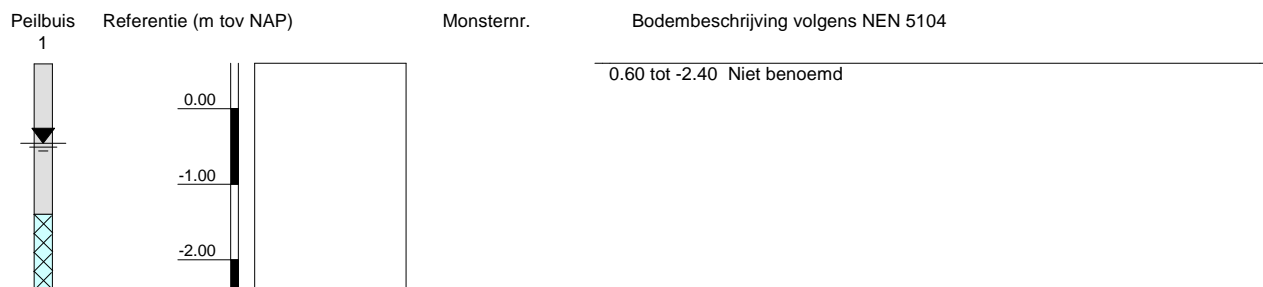 Peilbuis Referentie (m tov NAP) Monsternr. Bodembeschrijving volgens NEN 5104
1
0.60 tot -2.40 Niet benoemd
0.00
-1.00
-2.00